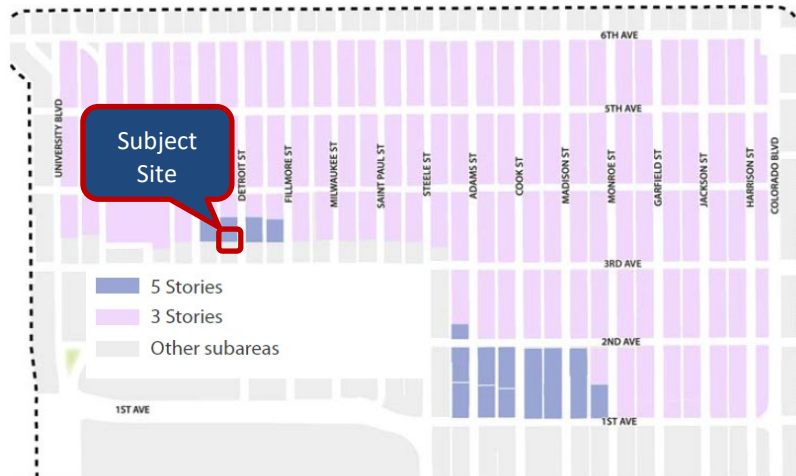 6TH AVE
5TH AVE
Subject
Site
UNIVERSITY BLVD
DETROIT ST
FILLMORE ST
MILWAUKEE ST
SAINT PAUL ST
STEELE ST
ADAMS ST
COOK ST
MADISON ST
MONROE ST
GARFIELD ST
JACKSON ST
HARRISON ST
COLORADO BLVD
3RD AVE
5 Stories
3 Stories
Other subareas
2ND AVE
1ST AVE
1ST AVE